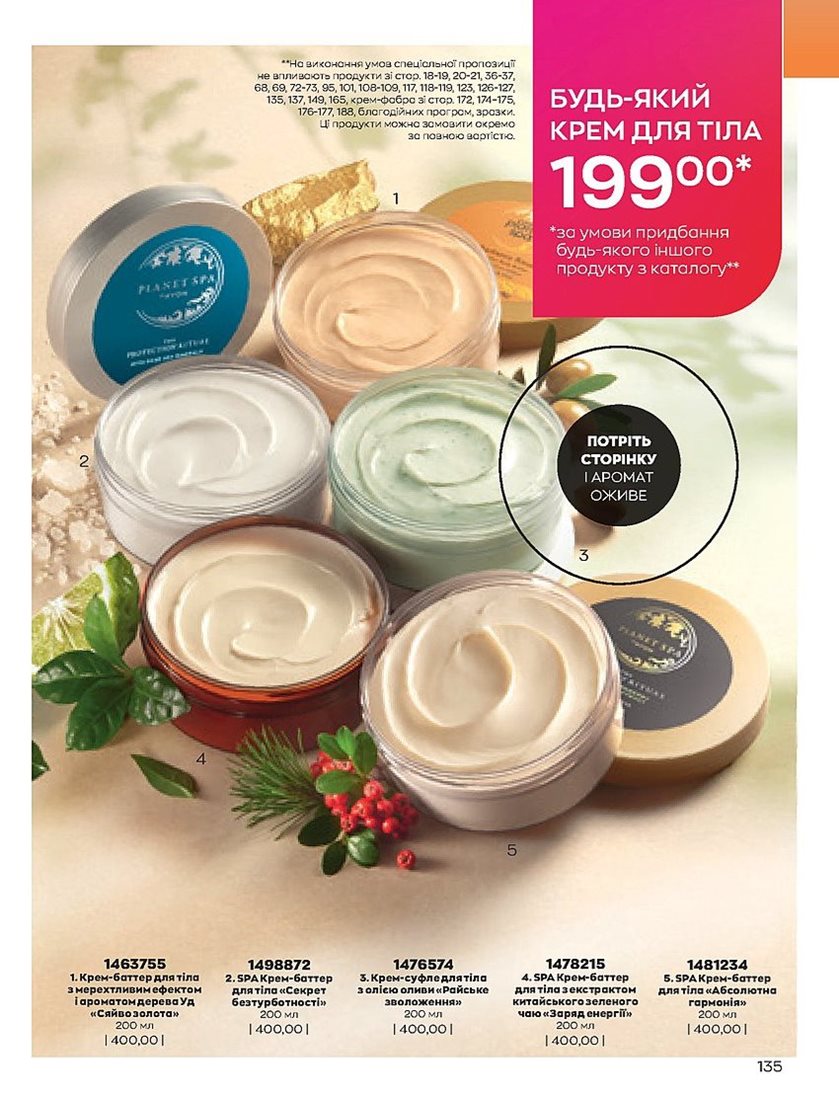 **На виконання умов спеціальної пропозиції
не впливають продукти зі стор. 18-19, 20-21, 36-37,
68, 69, 72-73, 95, 101, 108-109, 117, 118-119, 123, 126-127,
135, 137, 149, 165, крем-фабра зі стор. 172, 174-175,
176-177, 188, благодійних програм, зразки.
Ці продукти можна замовити окремо
за повною вартістю.
БУДЬ-ЯКИЙ
КРЕМ ДЛЯ ТІЛА
199⁰⁰*
*за умови придбання
будь-якого іншого
продукту з каталогу**
1
PLANET SPA
PROTECTION RITUAL
2
ПОТРІТЬ
СТОРІНКУ
І АРОМАТ
ОЖИВЕ
3
PLANET SPA
RITUAL
4
5
1463755
1. Крем-баттер для тіла
з мерехтливим ефектом
і ароматом дерева Уд
«Сяйво золота»
200 мл
| 400,00 |
1498872
2. SPA Крем-баттер
для тіла «Секрет
безтурботності»
200 мл
| 400,00 |
1476574
3. Крем-суфле для тіла
з олією оливи «Райське
зволоження»
200 мл
| 400,00 |
1478215
4. SPA Крем-баттер
для тіла з екстрактом
китайського зеленого
чаю «Заряд енергії»
200 мл
| 400,00 |
1481234
5. SPA Крем-баттер
для тіла «Абсолютна
гармонія»
200 мл
| 400,00 |
135